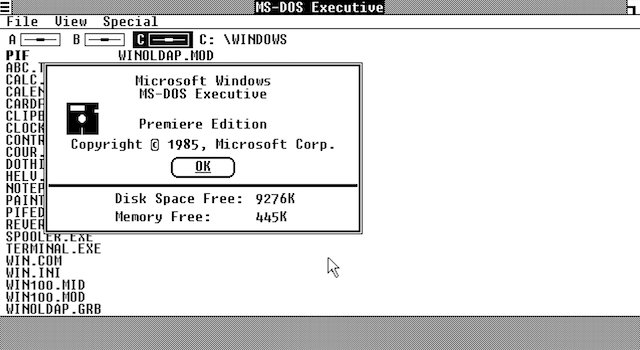 MS-DOS Executive
File View Special
A B C C: \WINDOWS
PIF WINOLDAP.MOD
ABC.T
CALC.
CALEN
CARDF
CLIPB
CLOCK
CONTR
COUR.
DOTHI
HELV.
NOTEP
PAINT
PIFED
REVER
SPOOLER.EXE
TERMINAL.EXE
WIN.COM
WIN.INI
WIN100.MID
WIN100.MOD
WINOLDAP.GRB
Microsoft Windows
MS-DOS Executive
Premiere Edition
Copyright © 1985, Microsoft Corp.
OK
Disk Space Free: 9276K
Memory Free: 445K